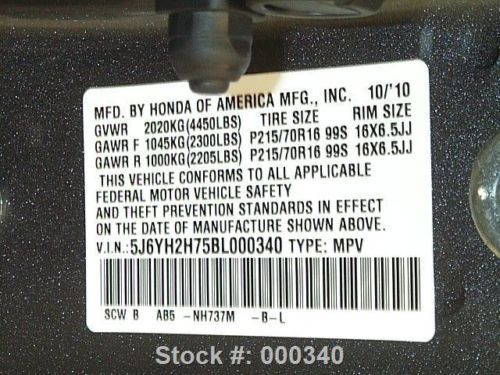 MFD. BY HONDA OF AMERICA MFG., INC. 10/'10
GVWR 2020KG(4450LBS) TIRE SIZE RIM SIZE
GAWR F 1045KG(2300LBS) P215/70R16 99S 16X6.5JJ
GAWR R 1000KG(2205LBS) P215/70R16 99S 16X6.5JJ
THIS VEHICLE CONFORMS TO ALL APPLICABLE
FEDERAL MOTOR VEHICLE SAFETY
AND THEFT PREVENTION STANDARDS IN EFFECT
ON THE DATE OF MANUFACTURE SHOWN ABOVE.
V.I.N.: 5J6YH2H75BL000340 TYPE: MPV
SCW B AB5 -NH737M -B-L
Stock #: 000340